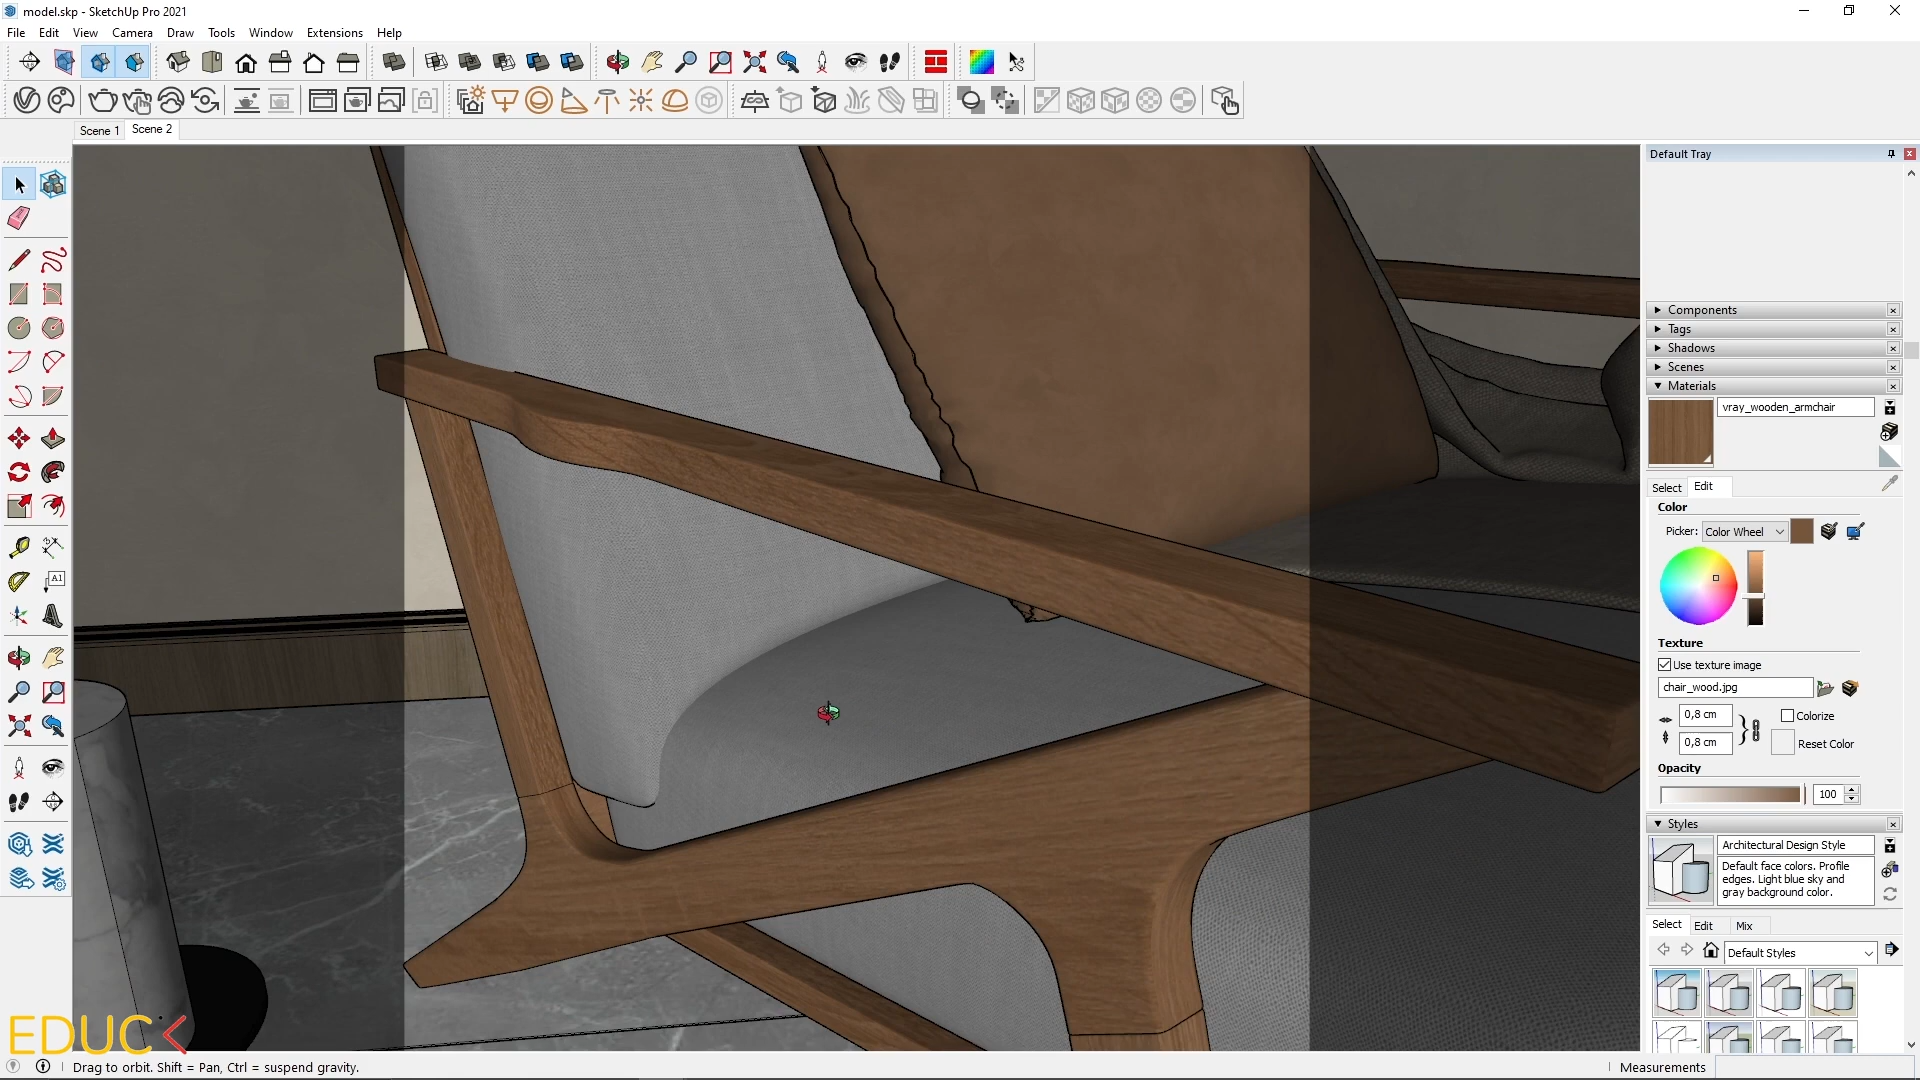 model.skp - SketchUp Pro 2021
File Edit View Camera Draw Tools Window Extensions Help
Scene 1 Scene 2
Default Tray
Components
Tags
Shadows
Scenes
Materials
vray_wooden_armchair
Select Edit
Color
Picker: Color Wheel
Texture
Use texture image
chair_wood.jpg
0,8 cm
Colorize
0,8 cm
Reset Color
Opacity
100
Styles
Architectural Design Style
Default face colors. Profile
edges. Light blue sky and
gray background color.
Select Edit Mix
Default Styles
A1
EDUC
Drag to orbit. Shift = Pan, Ctrl = suspend gravity.
Measurements